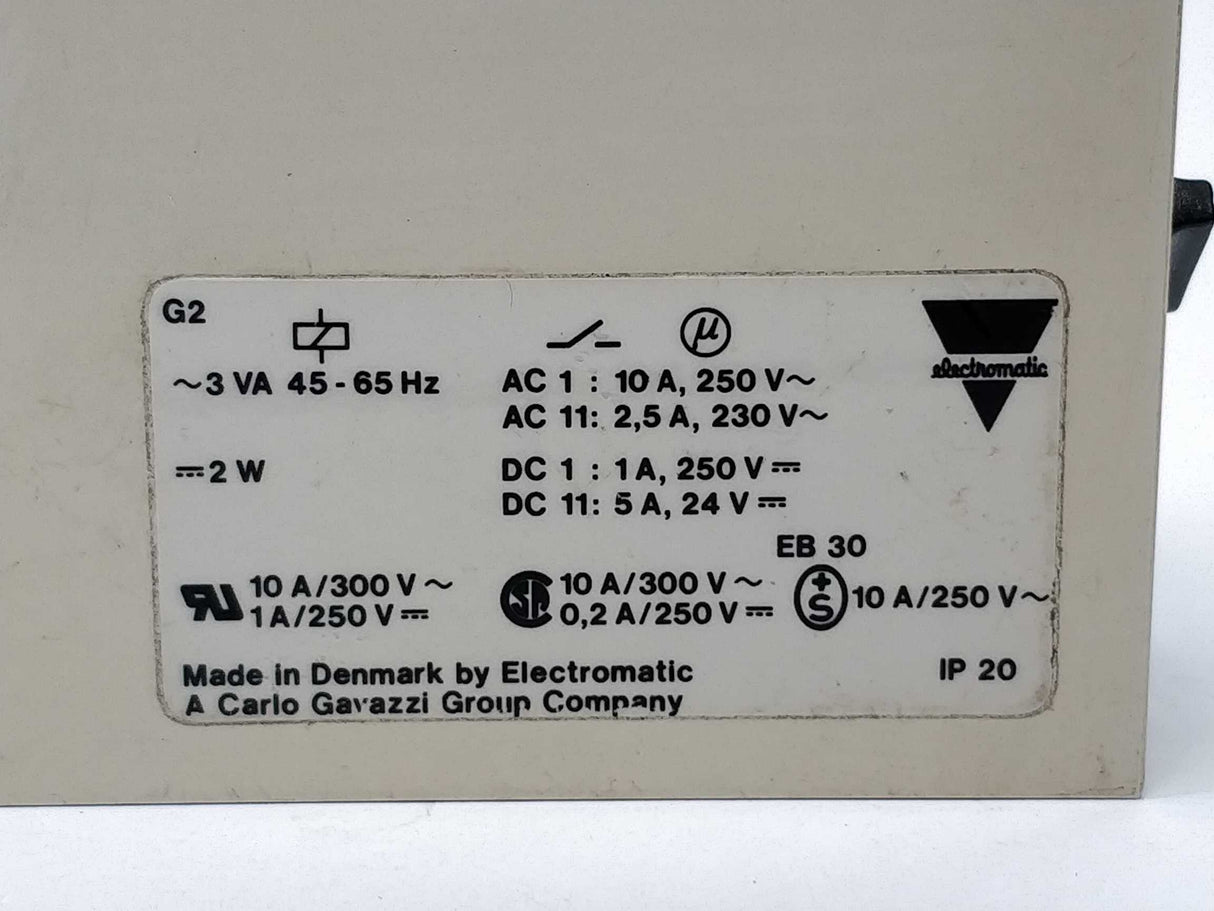 G2
µ
electromatic
~3 VA 45-65 Hz
AC 1 : 10 A, 250 V~
AC 11: 2,5 A, 230 V~
⎓2 W
DC 1 : 1 A, 250 V⎓
DC 11: 5 A, 24 V⎓
EB 30
RU 10 A/300 V~
1 A/250 V⎓
SA 10 A/300 V~
0,2 A/250 V⎓
+S 10 A/250 V~
Made in Denmark by Electromatic
A Carlo Gavazzi Group Company
IP 20